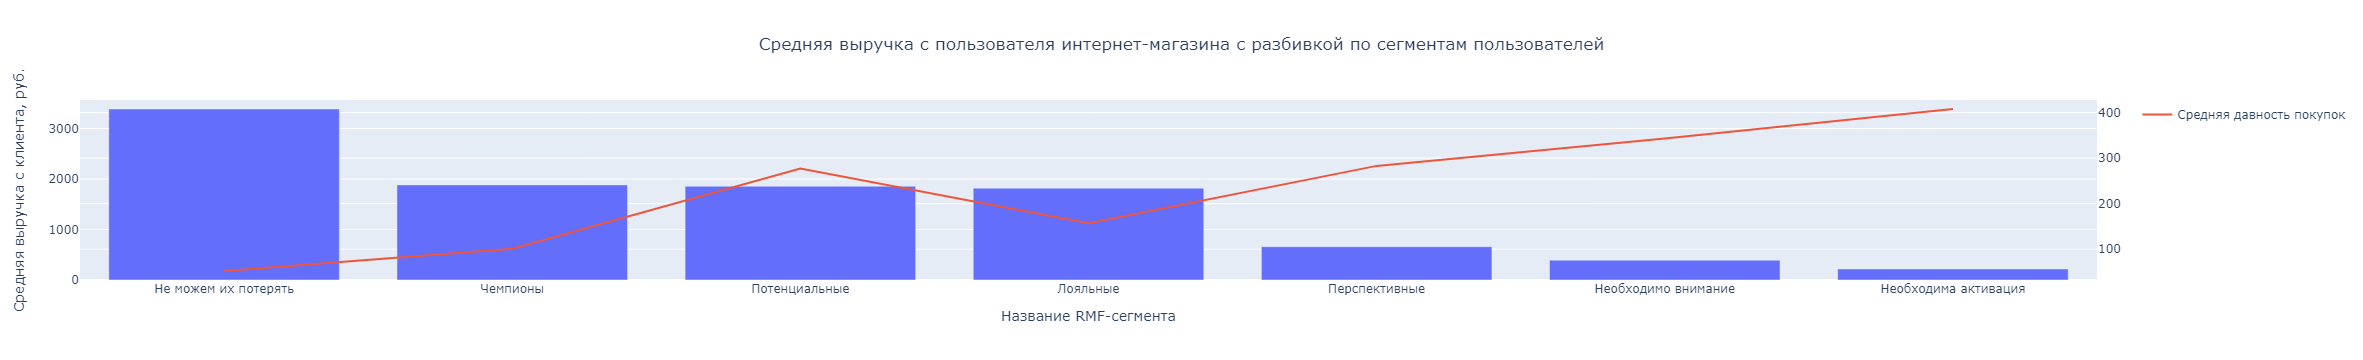 Средняя выручка с пользователя интернет-магазина с разбивкой по сегментам пользователей
Средняя выручка с клиента, руб.
3000
2000
1000
0
400
300
200
100
Средняя давность покупок
Не можем их потерять
Чемпионы
Потенциальные
Лояльные
Перспективные
Необходимо внимание
Необходима активация
Название RMF-сегмента